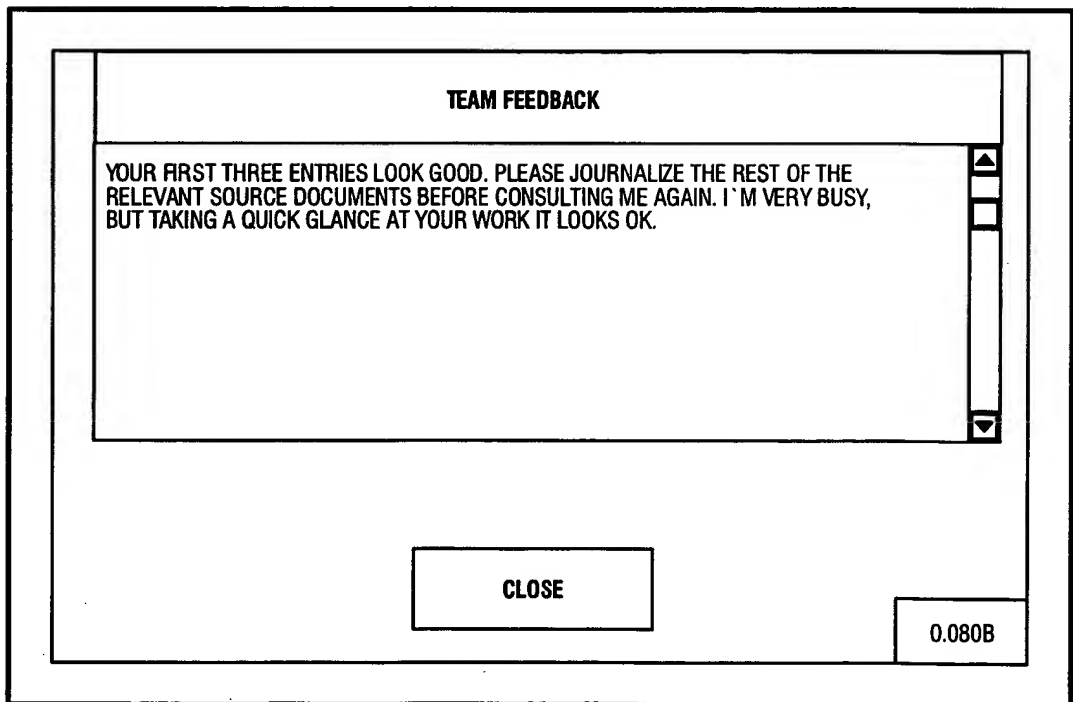 TEAM FEEDBACK
YOUR FIRST THREE ENTRIES LOOK GOOD. PLEASE JOURNALIZE THE REST OF THE
RELEVANT SOURCE DOCUMENTS BEFORE CONSULTING ME AGAIN. I`M VERY BUSY,
BUT TAKING A QUICK GLANCE AT YOUR WORK IT LOOKS OK.
CLOSE
0.080B